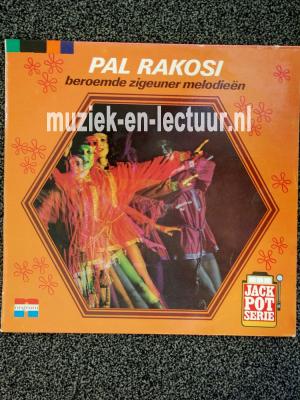 PAL RAKOSI
beroemde zigeuner melodieën
muziek-en-lectuur.nl
JACK
POT
SERIE